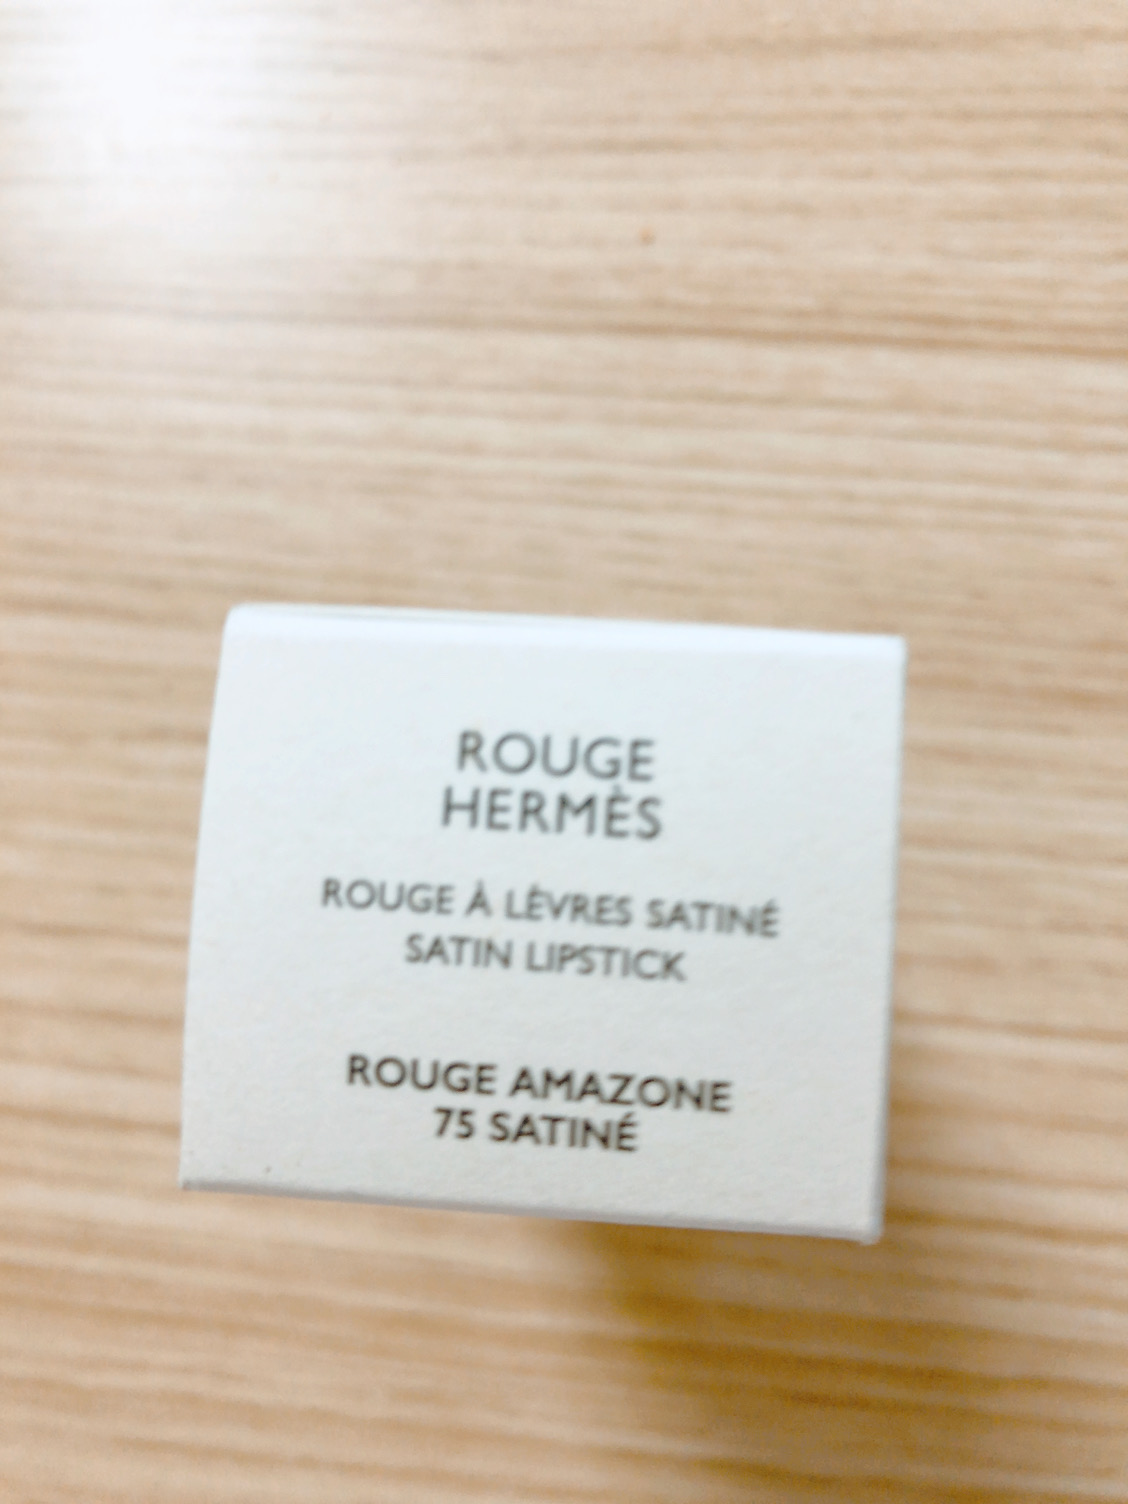 ROUGE
HERMÈS
ROUGE À LÈVRES SATINÉ
SATIN LIPSTICK
ROUGE AMAZONE
75 SATINÉ